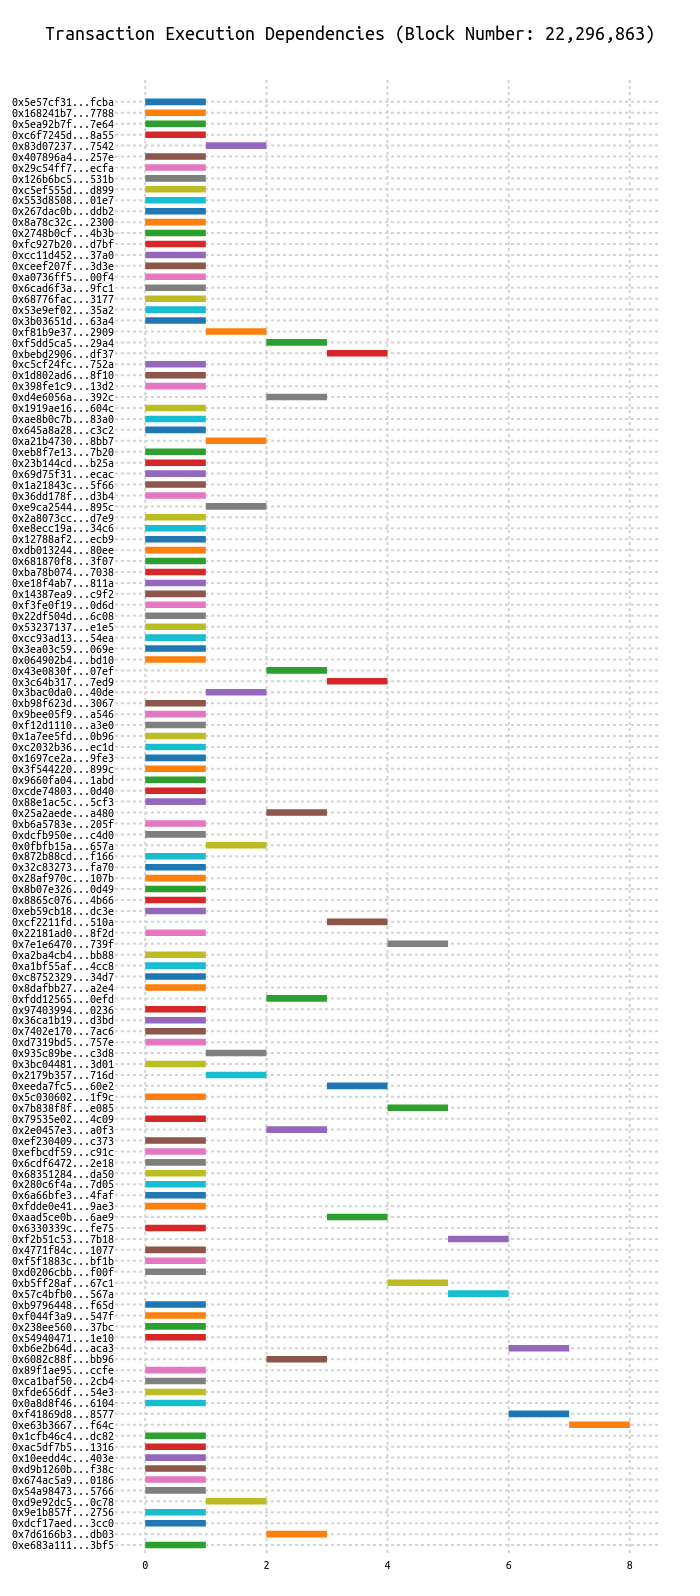 Transaction Execution Dependencies (Block Number: 22,296,863)
0x5e57cf31...fcba
0x168241b7...7788
0x5ea92b7f...7e64
0xc6f7245d...8a55
0x83d07237...7542
0x407896a4...257e
0x29c54ff7...ecfa
0x126b6bc5...531b
0xc5ef555d...d899
0x553d8508...01e7
0x267dac0b...ddb2
0x8a78c32c...2300
0x2748b0cf...4b3b
0xfc927b20...d7bf
0xcc11d452...37a0
0xceef207f...3d3e
0xa0736ff5...00f4
0x6cad6f3a...9fc1
0x68776fac...3177
0x53e9ef02...35a2
0x3b03651d...63a4
0xf81b9e37...2909
0xf5dd5ca5...29a4
0xbebd2906...df37
0xc5cf24fc...752a
0x1d802ad6...8f10
0x398fe1c9...13d2
0xd4e6056a...392c
0x1919ae16...604c
0xae8b0c7b...83a0
0x645a8a28...c3c2
0xa21b4730...8bb7
0xeb8f7e13...7b20
0x23b144cd...b25a
0x69d75f31...ecac
0x1a21843c...5f66
0x36dd178f...d3b4
0xe9ca2544...895c
0x2a8073cc...d7e9
0xe8ecc19a...34c6
0x12788af2...ecb9
0xdb013244...80ee
0x681870f8...3f07
0xba78b074...7038
0xe18f4ab7...811a
0x14387ea9...c9f2
0xf3fe0f19...0d6d
0x22df504d...6c08
0x53237137...e1e5
0xcc93ad13...54ea
0x3ea03c59...069e
0x064902b4...bd10
0x43e0830f...07ef
0x3c64b317...7ed9
0x3bac0da0...40de
0xb98f623d...3067
0x9bee05f9...a546
0xf12d1110...a3e0
0x1a7ee5fd...0b96
0xc2032b36...ec1d
0x1697ce2a...9fe3
0x3f544220...899c
0x9660fa04...1abd
0xcde74803...0d40
0x88e1ac5c...5cf3
0x25a2aede...a480
0xb6a5783e...205f
0xdcfb950e...c4d0
0x0fbfb15a...657a
0x872b88cd...f166
0x32c83273...fa70
0x28af970c...107b
0x8b07e326...0d49
0x8865c076...4b66
0xeb59cb18...dc3e
0xcf2211fd...510a
0x22181ad0...8f2d
0x7e1e6470...739f
0xa2ba4cb4...bb88
0xa1bf55af...4cc8
0xc8752329...34d7
0x8dafbb27...a2e4
0xfdd12565...0efd
0x97403994...0236
0x36ca1b19...d3bd
0x7402e170...7ac6
0xd7319bd5...757e
0x935c89be...c3d8
0x3bc04481...3d01
0x2179b357...716d
0xeeda7fc5...60e2
0x5c030602...1f9c
0x7b838f8f...e085
0x79535e02...4c09
0x2e0457e3...a0f3
0xef230409...c373
0xefbcdf59...c91c
0x6cdf6472...2e18
0x68351284...da50
0x280c6f4a...7d05
0x6a66bfe3...4faf
0xfdde0e41...9ae3
0xaad5ce0b...6ae9
0x6330339c...fe75
0xf2b51c53...7b18
0x4771f84c...1077
0xf5f1883c...bf1b
0xd0206cbb...f00f
0xb5ff28af...67c1
0x57c4bfb0...567a
0xb9796448...f65d
0xf044f3a9...547f
0x238ee560...37bc
0x54940471...1e10
0xb6e2b64d...aca3
0x6082c88f...bb96
0x89f1ae95...ccfe
0xca1baf50...2cb4
0xfde656df...54e3
0x0a8d8f46...6104
0xf41869d8...8577
0xe63b3667...f64c
0x1cfb46c4...dc82
0xac5df7b5...1316
0x10eedd4c...403e
0xd9b1260b...f38c
0x674ac5a9...0186
0x54a98473...5766
0xd9e92dc5...0c78
0x9e1b857f...2756
0xdcf17aed...3cc0
0x7d6166b3...db03
0xe683a111...3bf5
0 2 4 6 8